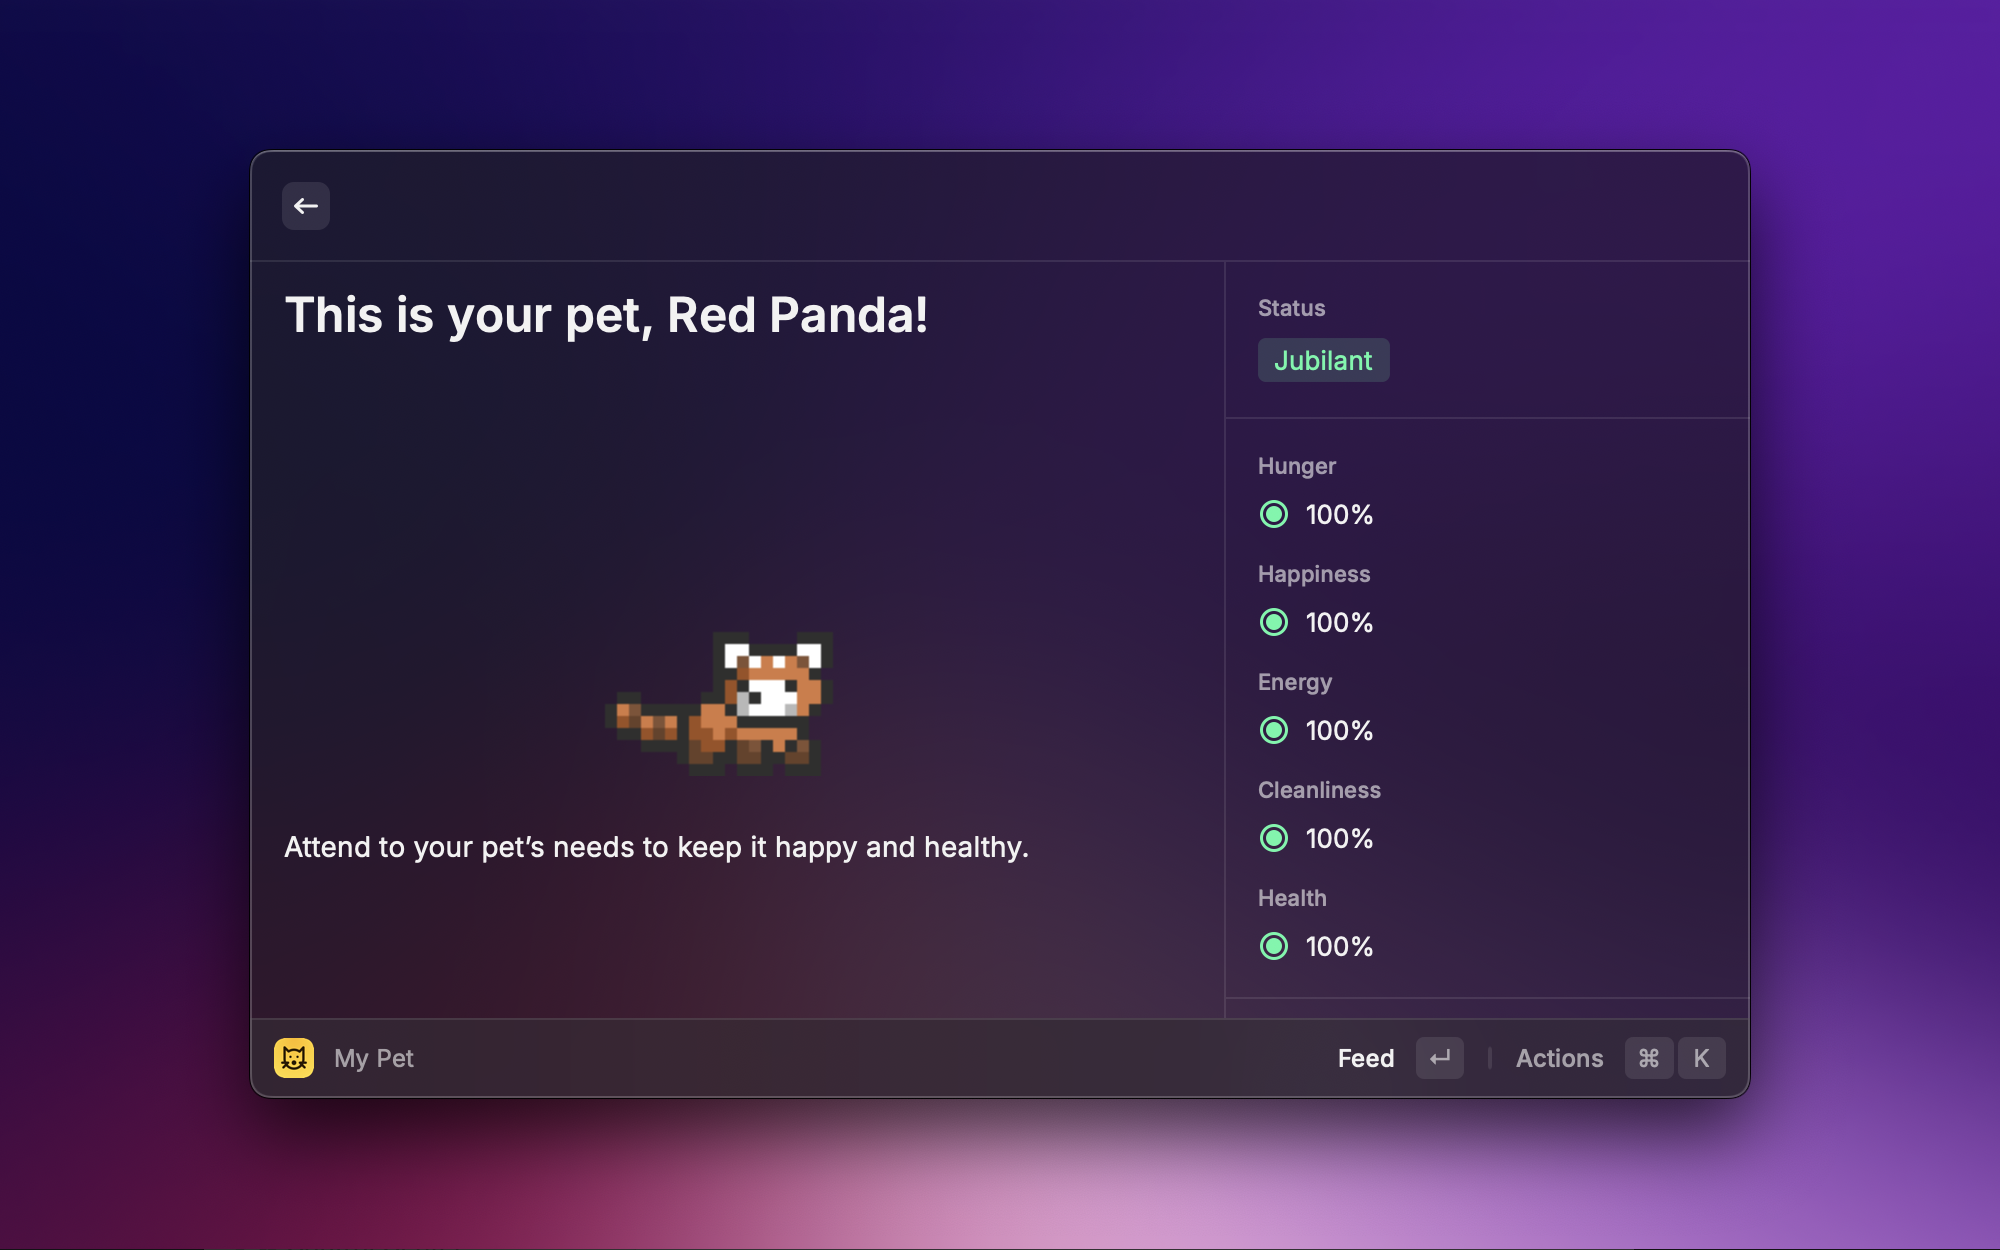 This is your pet, Red Panda!
Attend to your pet’s needs to keep it happy and healthy.
Status
Jubilant
Hunger
100%
Happiness
100%
Energy
100%
Cleanliness
100%
Health
100%
My Pet
Feed ↵ Actions ⌘ K